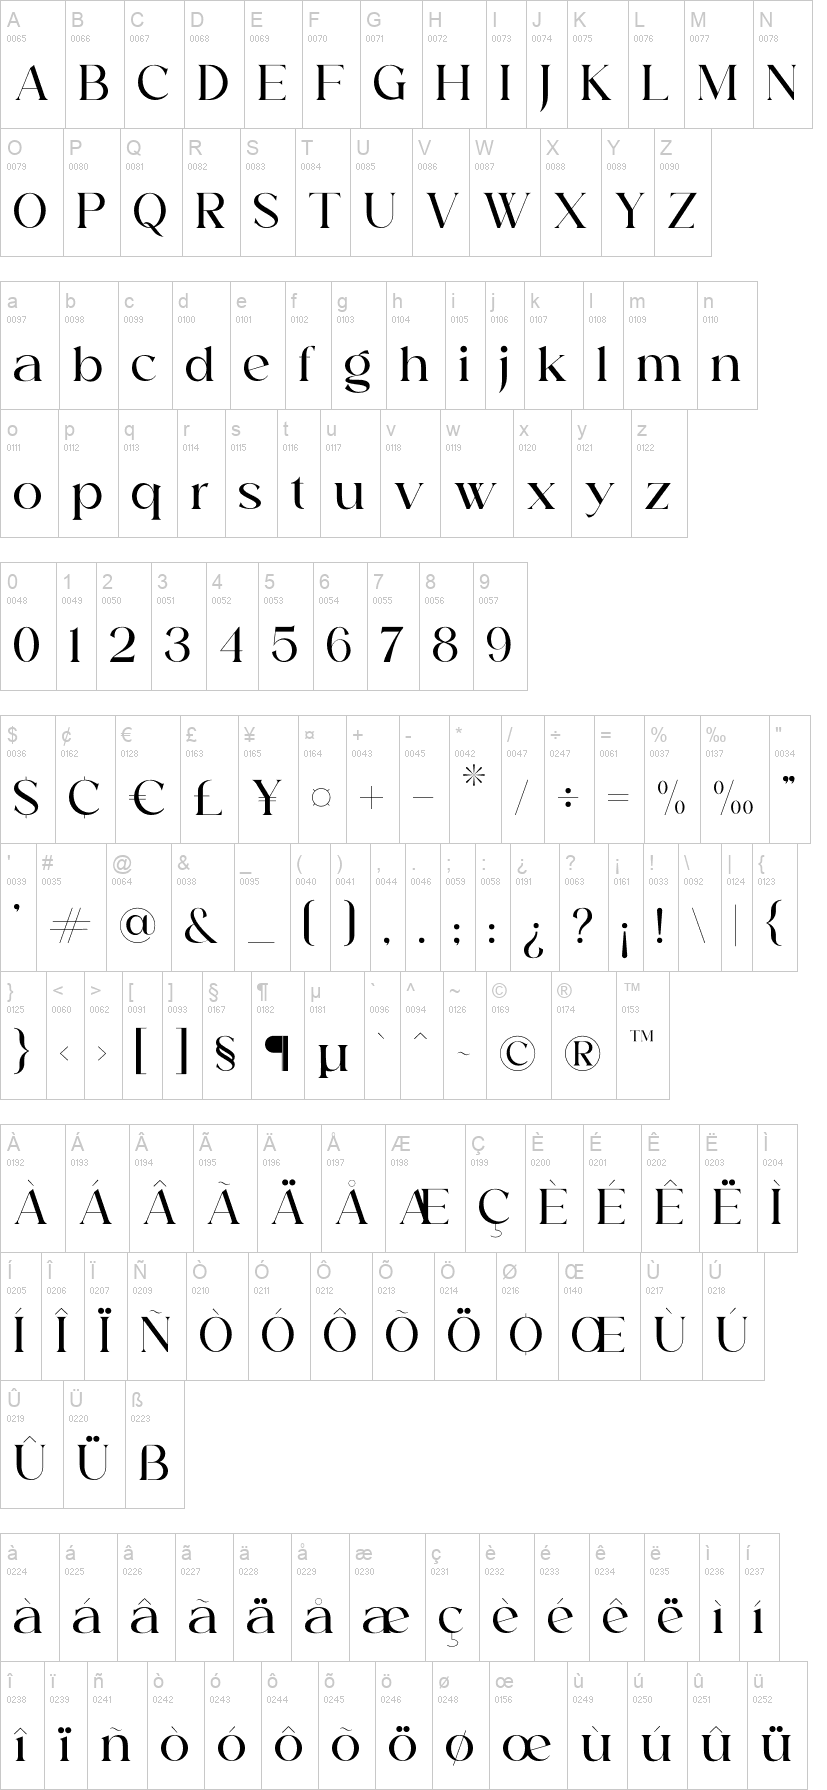 A B C D E F G H I J K L M N
0065 0066 0067 0068 0069 0070 0071 0072 0073 0074 0075 0076 0077 0078
A B C D E F G H I J K L M N
O P Q R S T U V W X Y Z
0079 0080 0081 0082 0083 0084 0085 0086 0087 0088 0089 0090
O P Q R S T U V W X Y Z
a b c d e f g h i j k l m n
0097 0098 0099 0100 0101 0102 0103 0104 0105 0106 0107 0108 0109 0110
a b c d e f g h i j k l m n
o p q r s t u v w x y z
0111 0112 0113 0114 0115 0116 0117 0118 0119 0120 0121 0122
o p q r s t u v w x y z
0 1 2 3 4 5 6 7 8 9
0048 0049 0050 0051 0052 0053 0054 0055 0056 0057
0 1 2 3 4 5 6 7 8 9
$ ¢ € £ ¥ ¤ + - * / ÷ = % ‰ "
0036 0162 0128 0163 0165 0164 0043 0045 0042 0047 0247 0061 0037 0137 0034
$ ¢ € £ ¥ ¤ + - * / ÷ = % ‰ "
' # @ & _ ( ) , . ; : ¿ ? ¡ ! \ | {
0039 0035 0064 0038 0095 0040 0041 0044 0046 0059 0058 0191 0063 0161 0033 0092 0124 0123
' # @ & _ ( ) , . ; : ¿ ? ¡ ! \ | {
} < > [ ] § ¶ µ ` ^ ~ © ® ™
0125 0060 0062 0091 0093 0167 0182 0181 0096 0094 0126 0169 0174 0153
} < > [ ] § ¶ µ ` ^ ~ © ® ™
À Á Â Ã Ä Å Æ Ç È É Ê Ë Ì
0192 0193 0194 0195 0196 0197 0198 0199 0200 0201 0202 0203 0204
À Á Â Ã Ä Å Æ Ç È É Ê Ë Ì
Í Î Ï Ñ Ò Ó Ô Õ Ö Ø Œ Ù Ú
0205 0206 0207 0209 0210 0211 0212 0213 0214 0216 0140 0217 0218
Í Î Ï Ñ Ò Ó Ô Õ Ö Ø Œ Ù Ú
Û Ü ß
0219 0220 0223
Û Ü ß
à á â ã ä å æ ç è é ê ë ì í
0224 0225 0226 0227 0228 0229 0230 0231 0232 0233 0234 0235 0236 0237
à á â ã ä å æ ç è é ê ë ì í
î ï ñ ò ó ô õ ö ø œ ù ú û ü
0238 0239 0241 0242 0243 0244 0245 0246 0248 0156 0249 0250 0251 0252
î ï ñ ò ó ô õ ö ø œ ù ú û ü